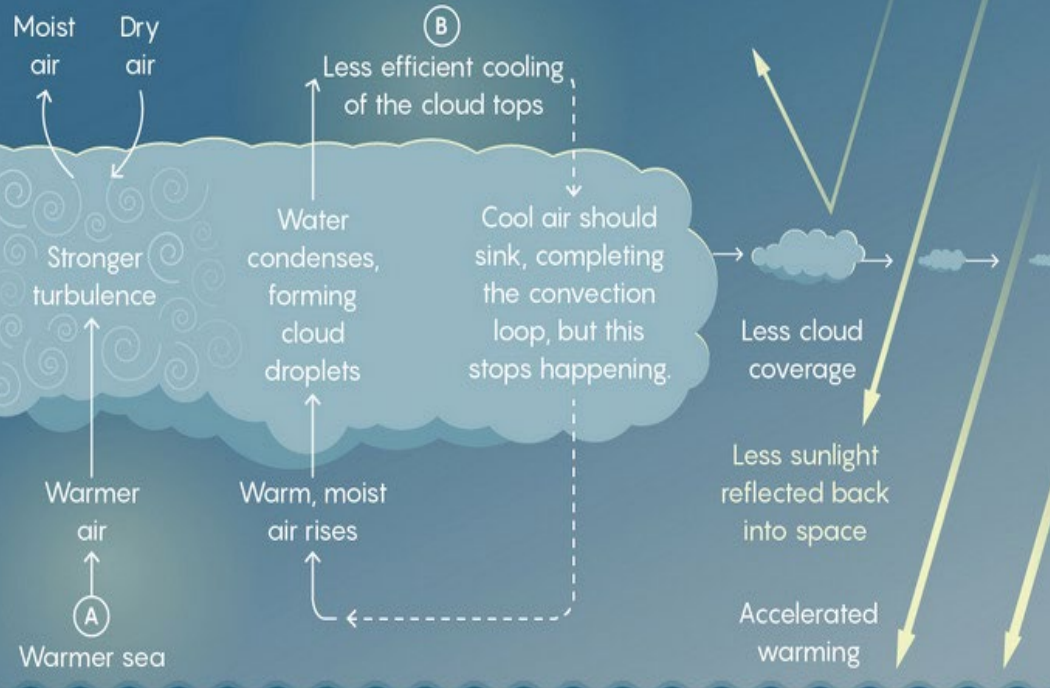 Moist
air
Dry
air
B
Less efficient cooling
of the cloud tops
Stronger
turbulence
Water
condenses,
forming
cloud
droplets
Cool air should
sink, completing
the convection
loop, but this
stops happening.
Less cloud
coverage
Less sunlight
reflected back
into space
Warmer
air
Warm, moist
air rises
A
Warmer sea
Accelerated
warming